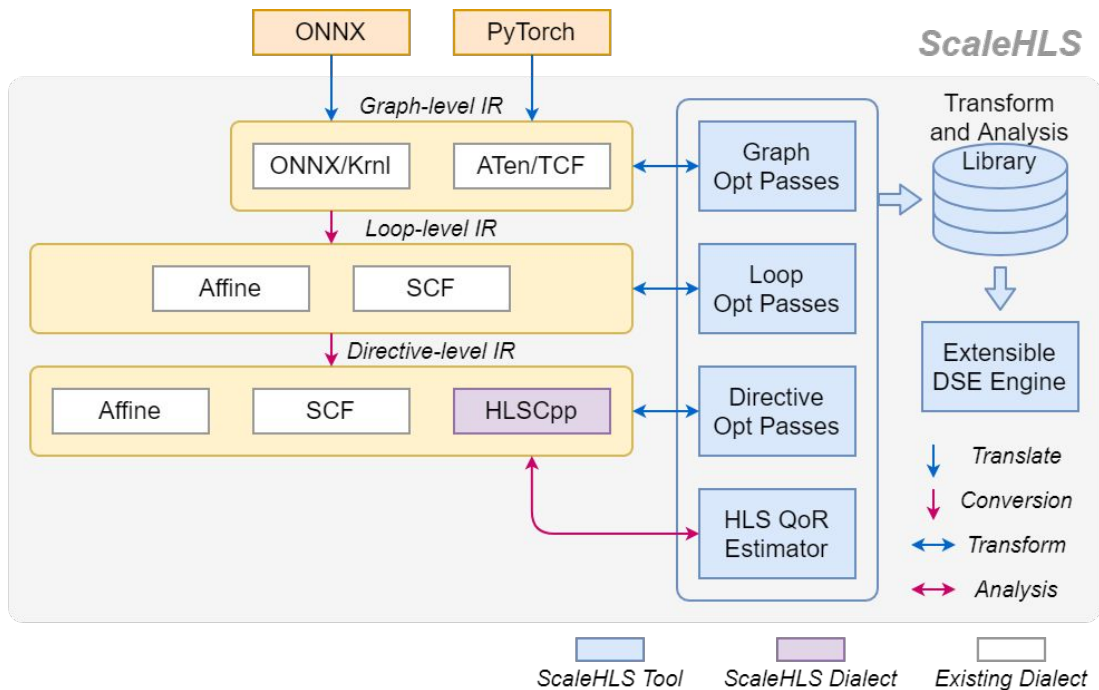 ONNX
PyTorch
ScaleHLS
Graph-level IR
ONNX/Krnl
ATen/TCF
Graph
Opt Passes
Transform
and Analysis
Library
Loop-level IR
Affine
SCF
Loop
Opt Passes
Directive-level IR
Affine
SCF
HLSCpp
Directive
Opt Passes
Extensible
DSE Engine
HLS QoR
Estimator
Translate
Conversion
Transform
Analysis
ScaleHLS Tool
ScaleHLS Dialect
Existing Dialect